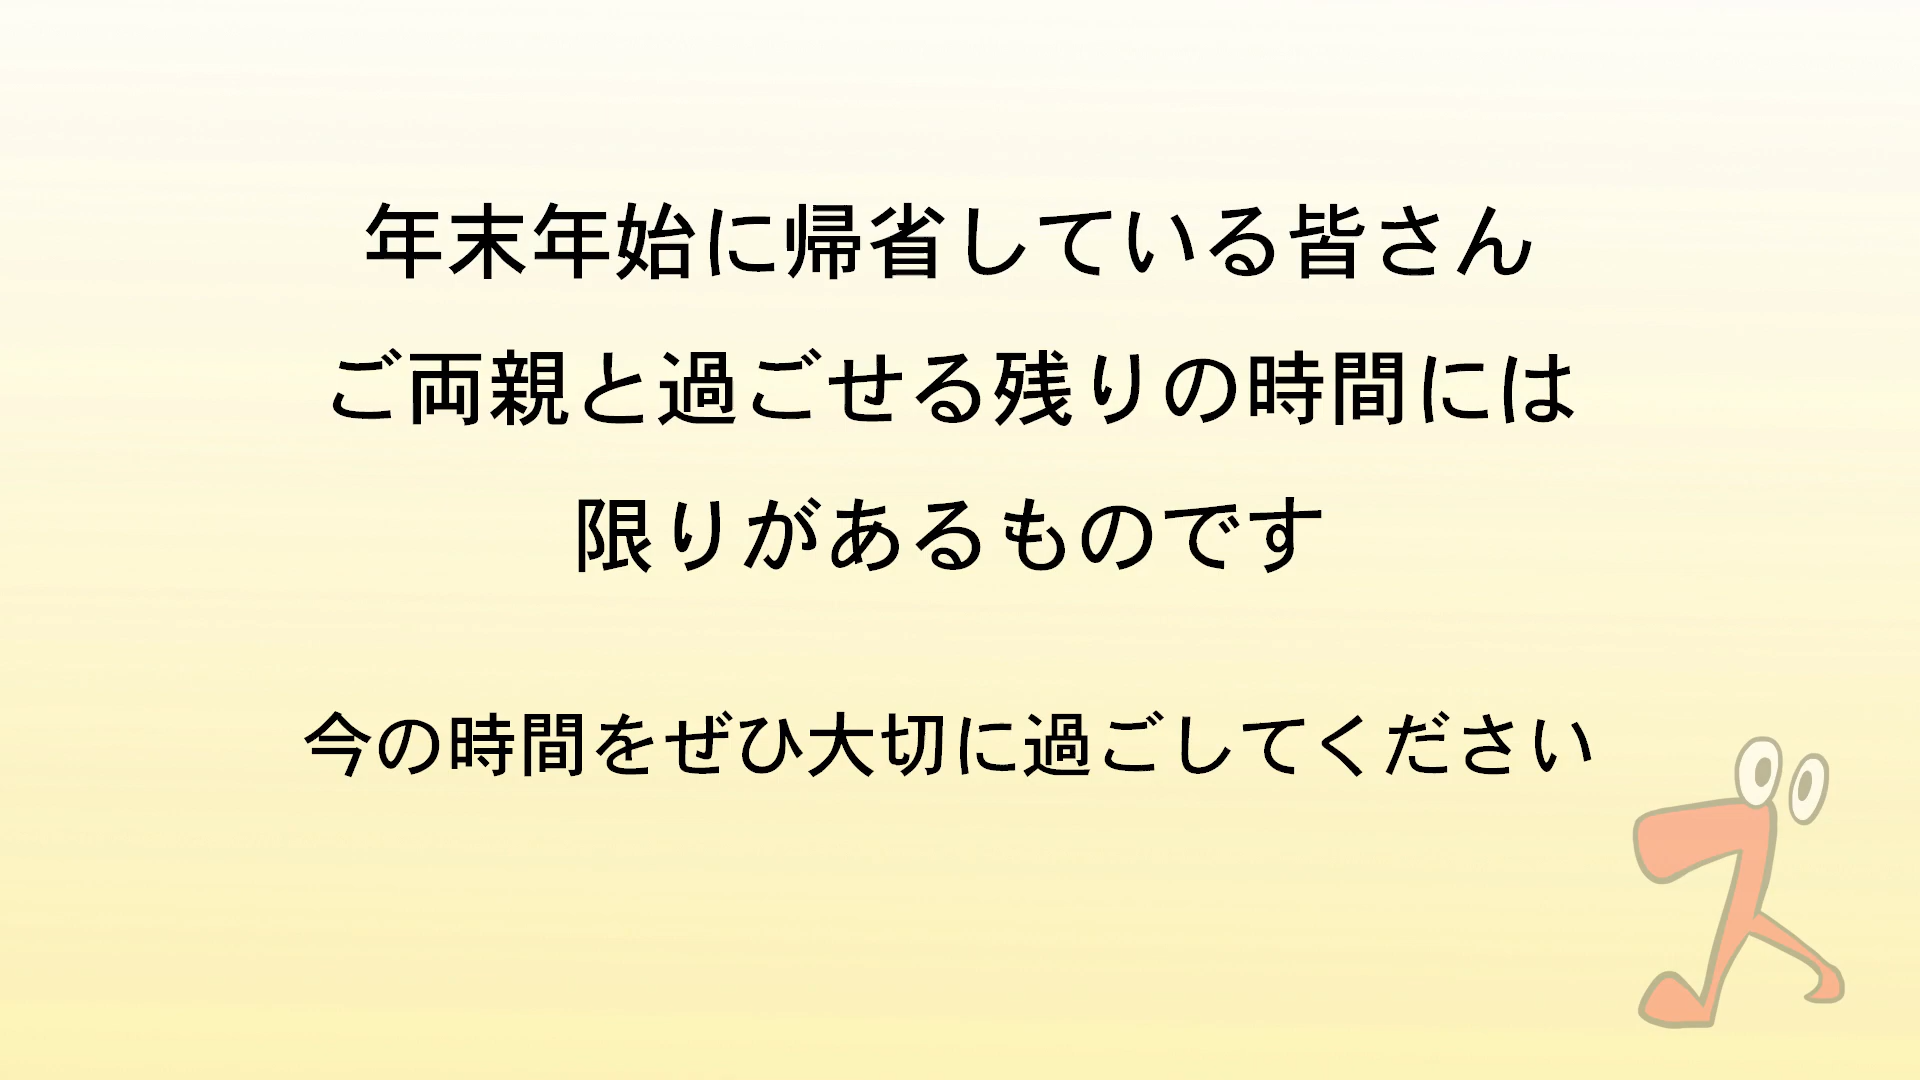 年末年始に帰省している皆さん
ご両親と過ごせる残りの時間には
限りがあるものです
今の時間をぜひ大切に過ごしてください